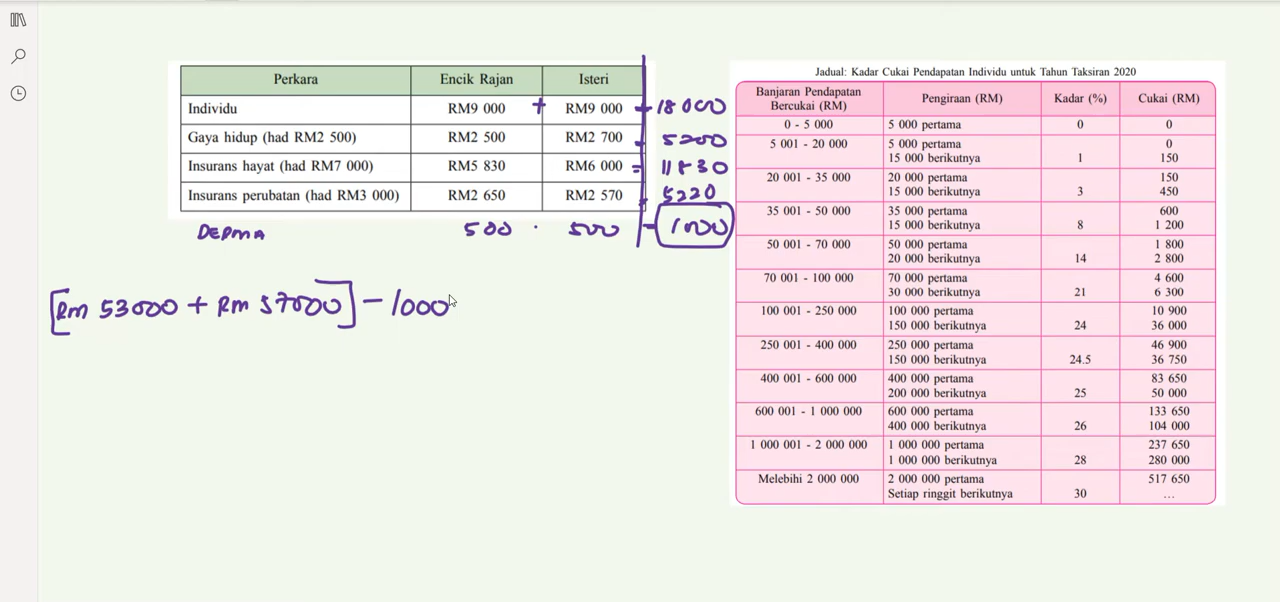 Perkara Encik Rajan Isteri
Individu RM9 000 + RM9 000 18000
Gaya hidup (had RM2 500) RM2 500 RM2 700 5200
Insurans hayat (had RM7 000) RM5 830 RM6 000 = 11830
Insurans perubatan (had RM3 000) RM2 650 RM2 570 5220
DERMA 500 . 500 - 1000
[Rm 53000 + Rm 57000] - 1000
Jadual: Kadar Cukai Pendapatan Individu untuk Tahun Taksiran 2020
Banjaran Pendapatan Bercukai (RM) Pengiraan (RM) Kadar (%) Cukai (RM)
0 - 5 000 5 000 pertama 0 0
5 001 - 20 000 5 000 pertama 0
15 000 berikutnya 1 150
20 001 - 35 000 20 000 pertama 150
15 000 berikutnya 3 450
35 001 - 50 000 35 000 pertama 600
15 000 berikutnya 8 1 200
50 001 - 70 000 50 000 pertama 1 800
20 000 berikutnya 14 2 800
70 001 - 100 000 70 000 pertama 4 600
30 000 berikutnya 21 6 300
100 001 - 250 000 100 000 pertama 10 900
150 000 berikutnya 24 36 000
250 001 - 400 000 250 000 pertama 46 900
150 000 berikutnya 24.5 36 750
400 001 - 600 000 400 000 pertama 83 650
200 000 berikutnya 25 50 000
600 001 - 1 000 000 600 000 pertama 133 650
400 000 berikutnya 26 104 000
1 000 001 - 2 000 000 1 000 000 pertama 237 650
1 000 000 berikutnya 28 280 000
Melebihi 2 000 000 2 000 000 pertama 517 650
Setiap ringgit berikutnya 30 ...